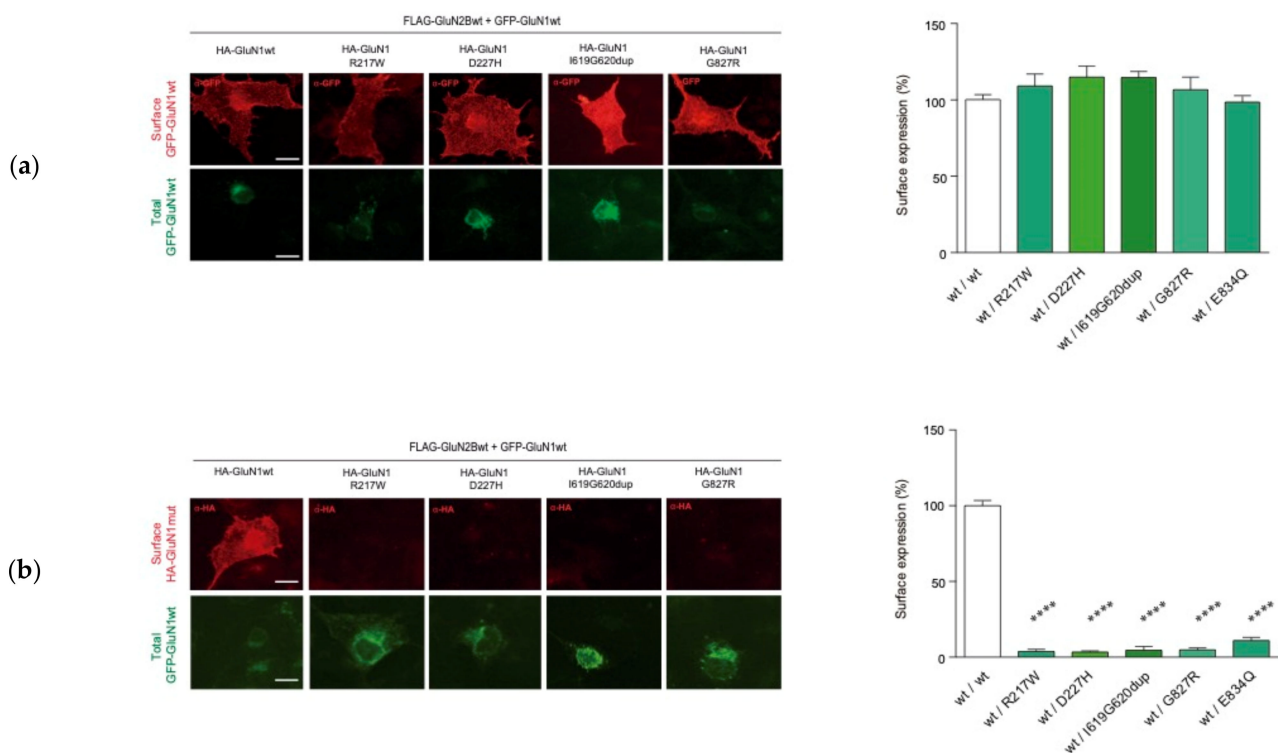 (a)
FLAG-GluN2Bwt + GFP-GluN1wt
HA-GluN1wt
HA-GluN1
R217W
HA-GluN1
D227H
HA-GluN1
I619G620dup
HA-GluN1
G827R
Surface
GFP-GluN1wt
α-GFP
α-GFP
α-GFP
α-GFP
α-GFP
Total
GFP-GluN1wt
Surface expression (%)
150
100
50
0
wt / wt
wt / R217W
wt / D227H
wt / I619G620dup
wt / G827R
wt / E834Q
(b)
FLAG-GluN2Bwt + GFP-GluN1wt
HA-GluN1wt
HA-GluN1
R217W
HA-GluN1
D227H
HA-GluN1
I619G620dup
HA-GluN1
G827R
Surface
HA-GluN1mut
α-HA
α-HA
α-HA
α-HA
α-HA
Total
GFP-GluN1wt
Surface expression (%)
150
100
50
0
****
****
****
****
****
wt / wt
wt / R217W
wt / D227H
wt / I619G620dup
wt / G827R
wt / E834Q